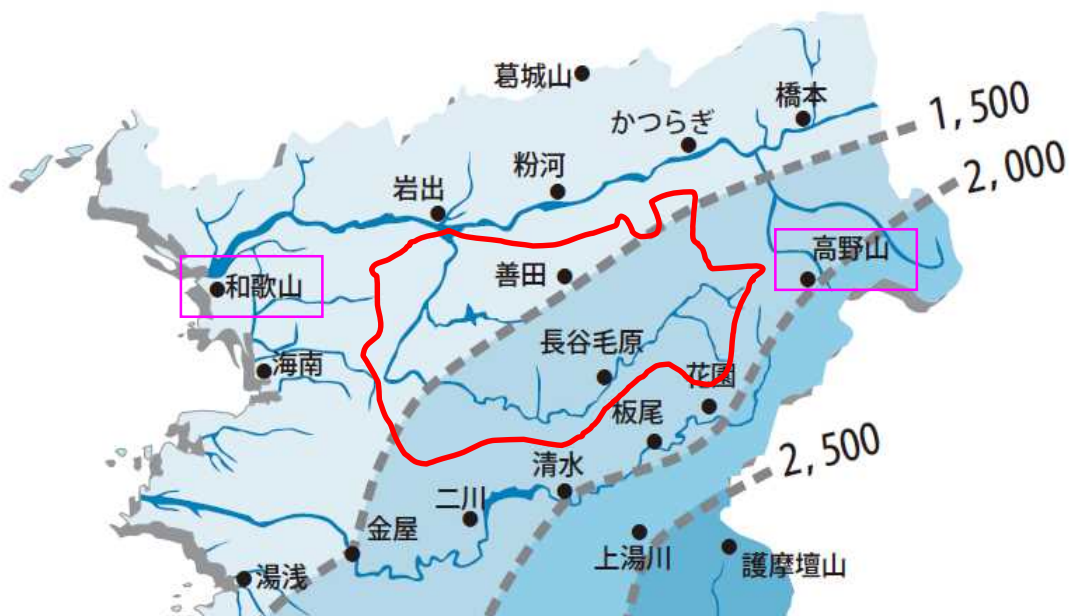 葛城山
橋本
1,500
かつらぎ
2,000
粉河
岩出
高野山
善田
和歌山
長谷毛原
海南
花園
板尾
2,500
清水
二川
金屋
上湯川
護摩壇山
湯浅